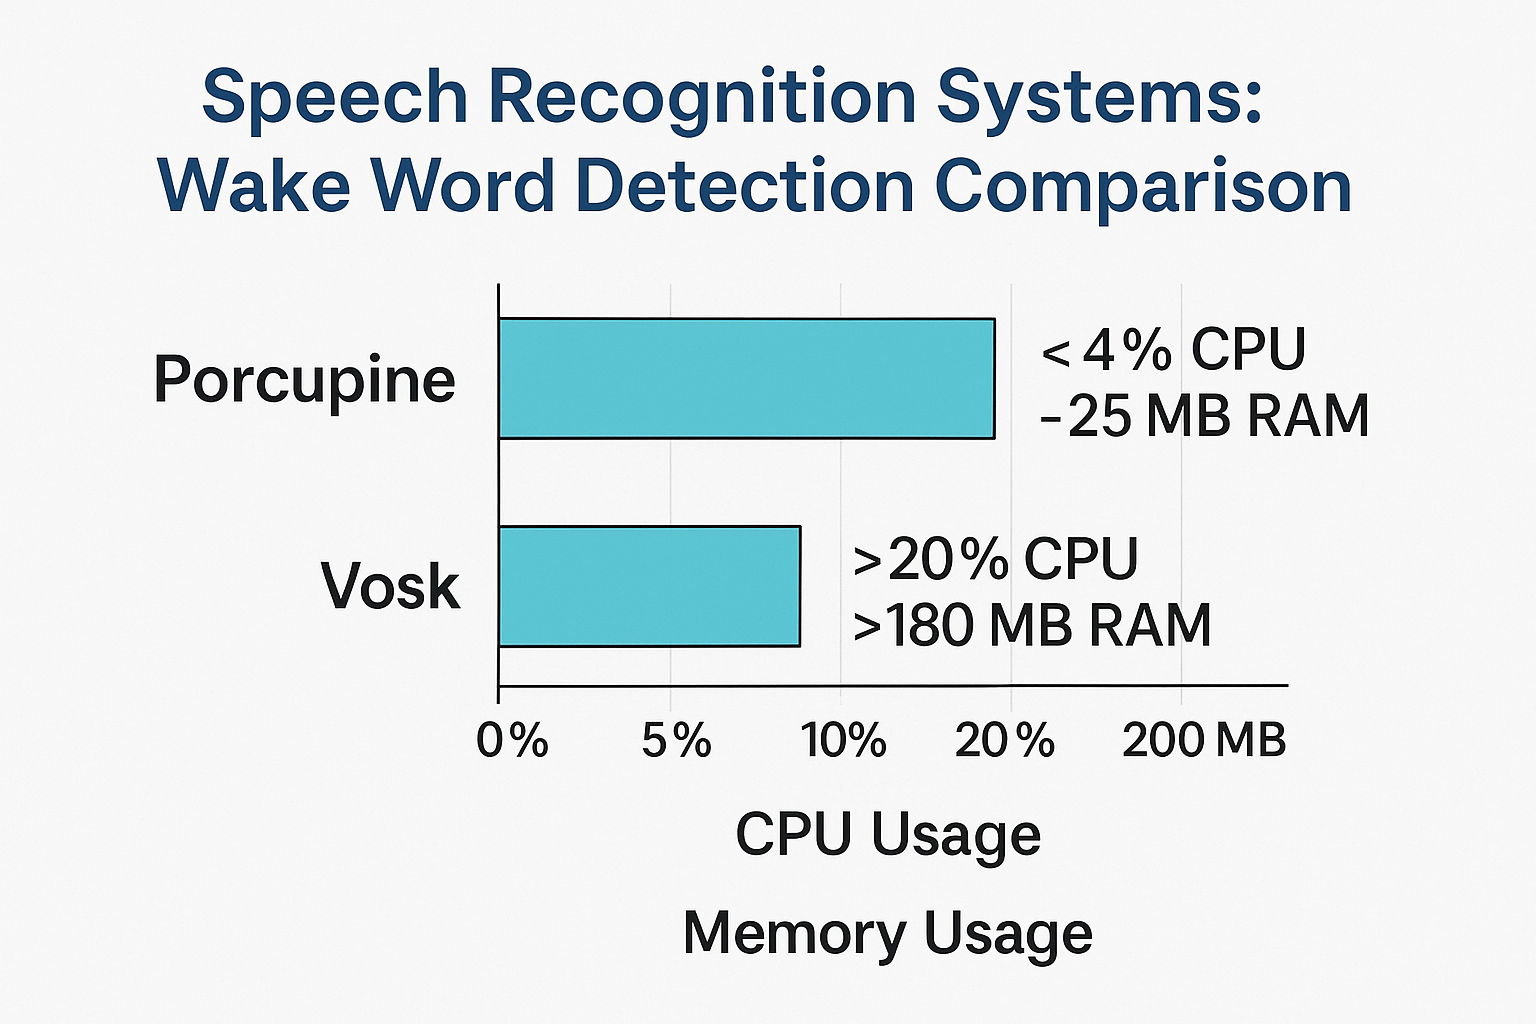 Speech Recognition Systems:
Wake Word Detection Comparison
Porcupine
< 4% CPU
-25 MB RAM
Vosk
>20% CPU
>180 MB RAM
0% 5% 10% 20% 200 MB
CPU Usage
Memory Usage